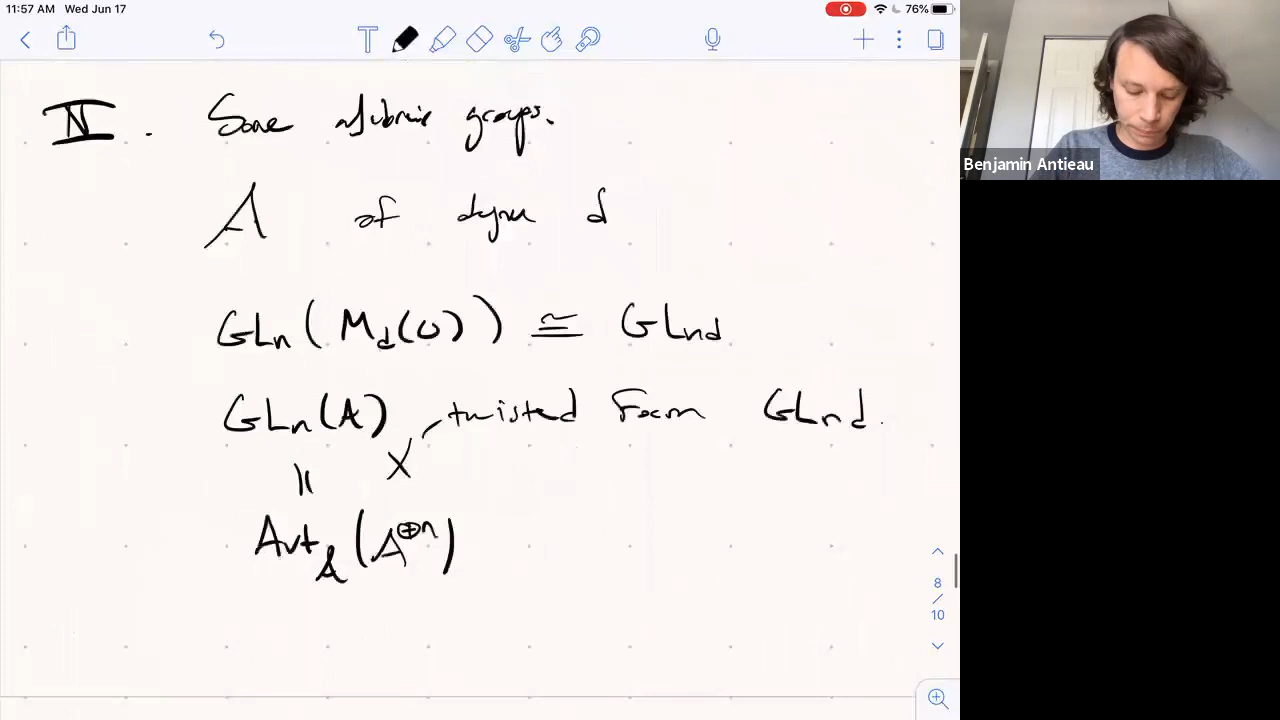 11:57 AM Wed Jun 17
76%
IV. Some algebraic groups.
Benjamin Antieau
A of degree d
GLn(Md(O)) ≅ GLnd
GLn(A) twisted form GLnd.
|| X
AutA(A⊕n)
8
/
10